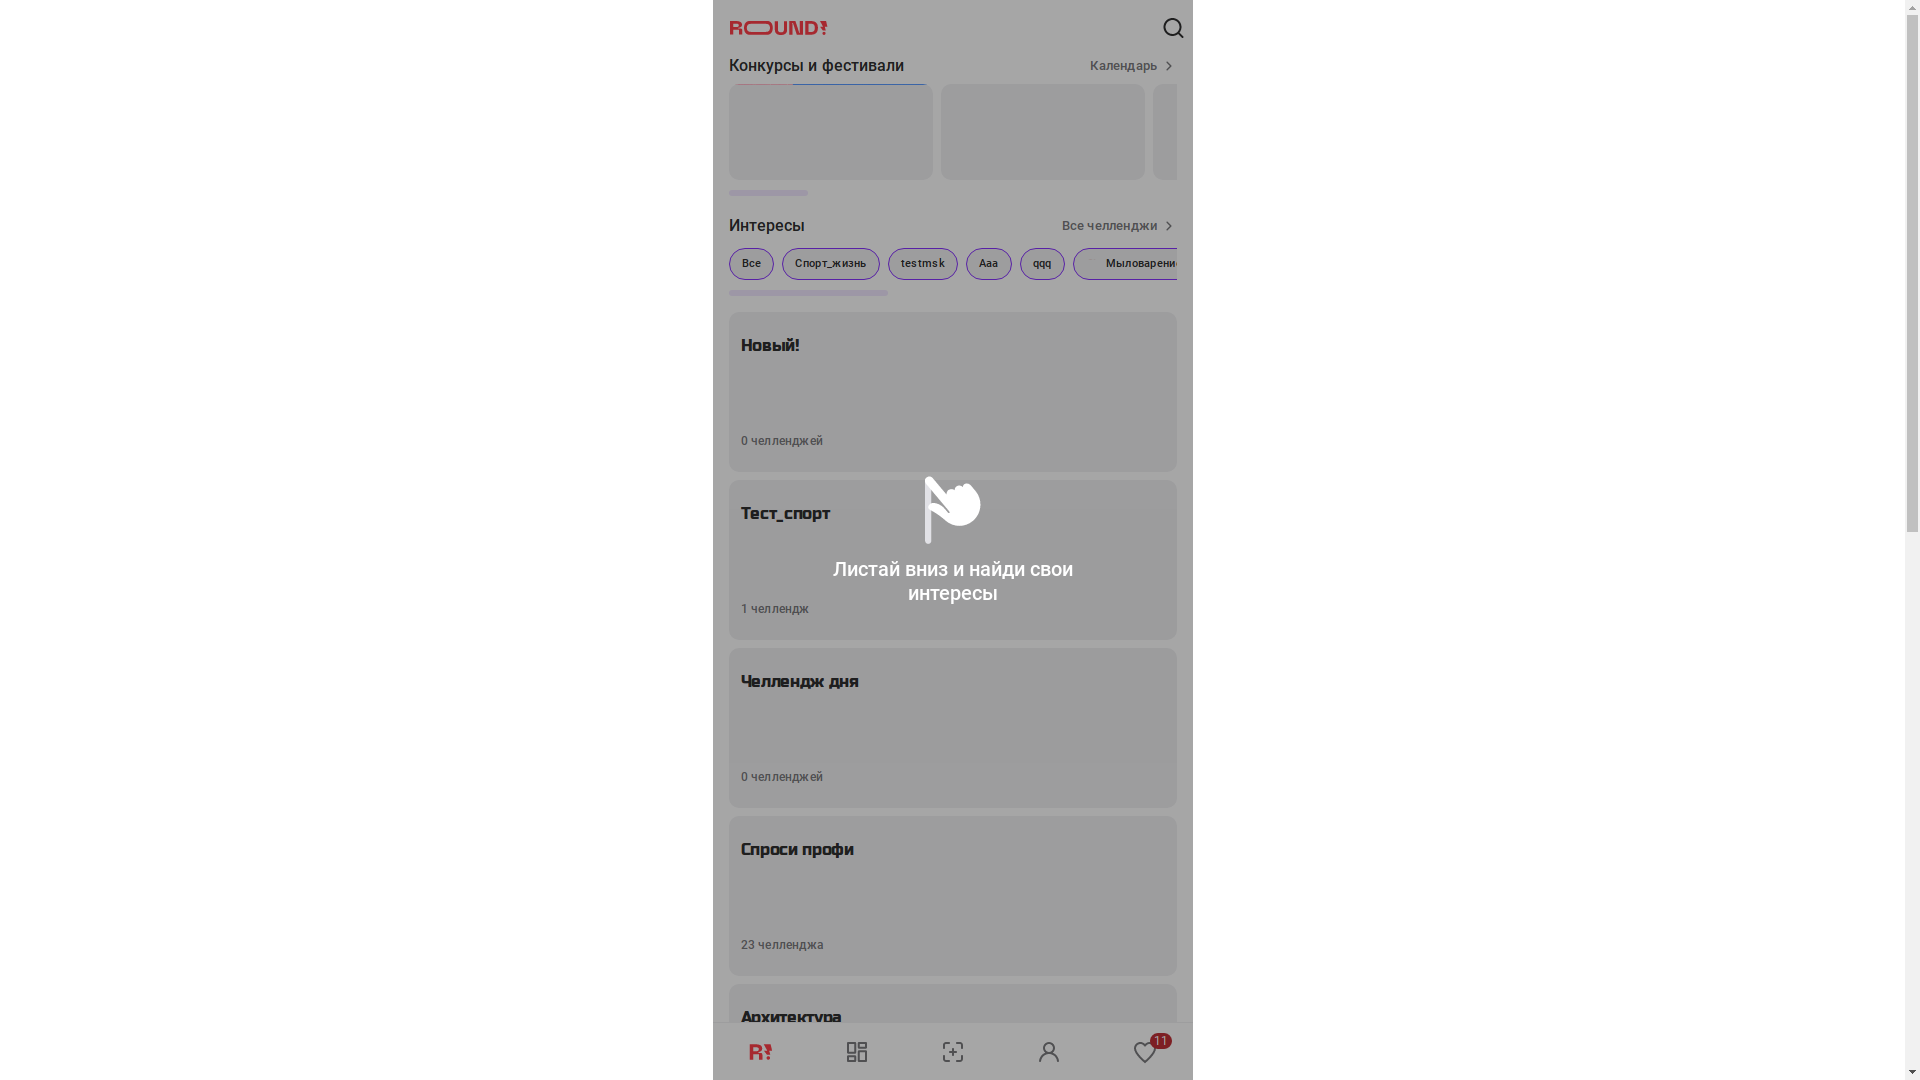 ROUND!
Конкурсы и фестивали
Календарь
Интересы
Все челленджи
Все
Спорт_жизнь
testmsk
Ааа
qqq
Мыловарени
Новый!
0 челленджей
Тест_спорт
Листай вниз и найди свои
интересы
1 челлендж
Челлендж дня
0 челленджей
Спроси профи
23 челленджа
Архитектура
R!
11